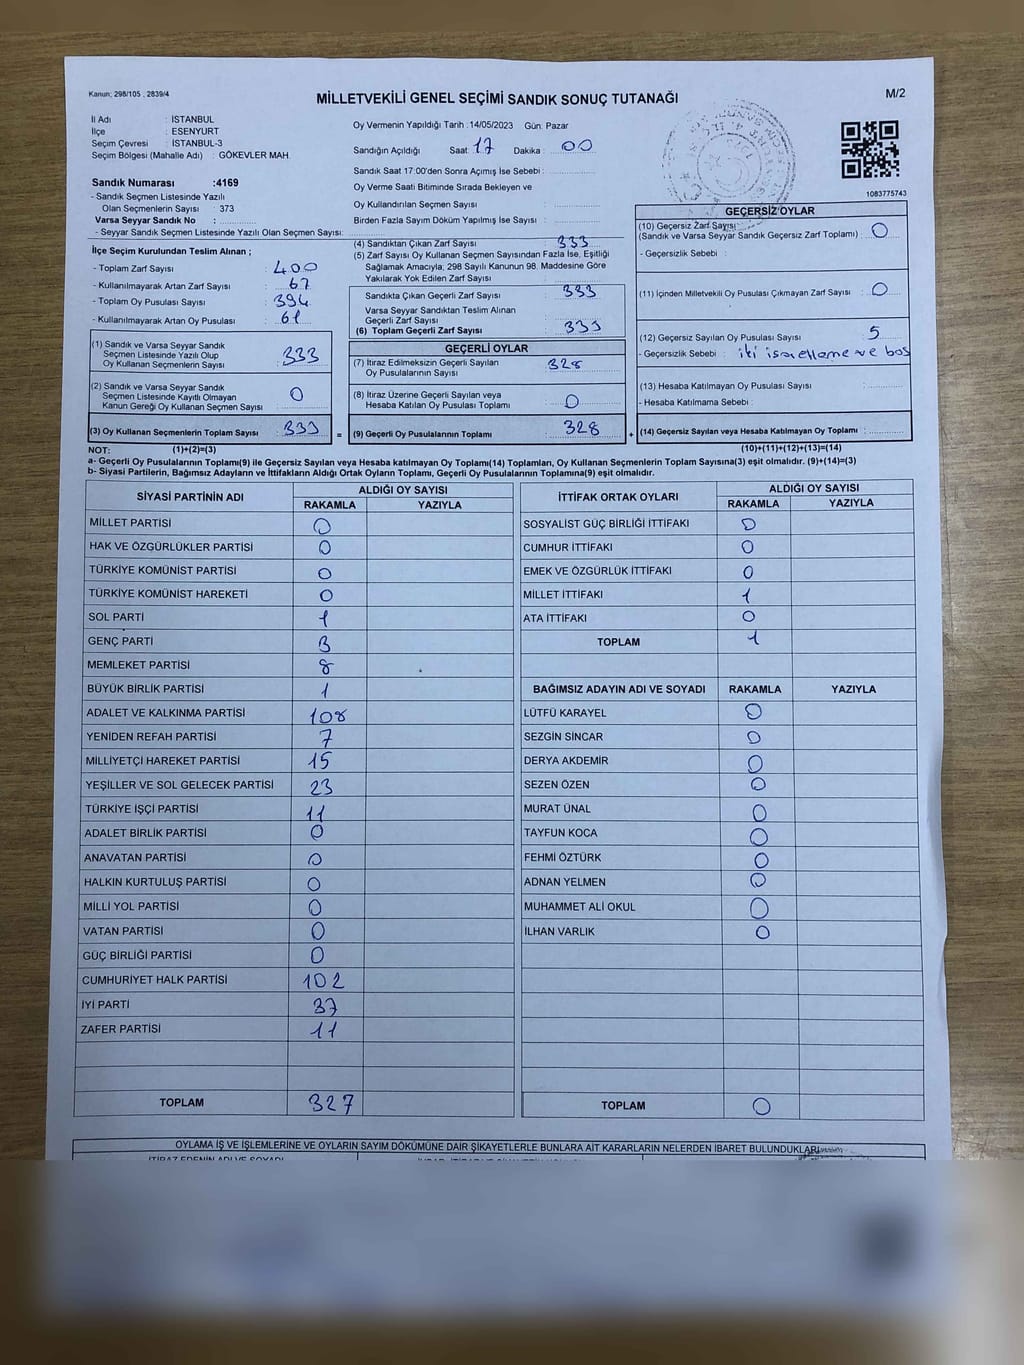 Kanun; 298/105 , 2839/4
MİLLETVEKİLİ GENEL SEÇİMİ SANDIK SONUÇ TUTANAĞI
M/2
İl Adı : İSTANBUL
İlçe : ESENYURT
Seçim Çevresi : İSTANBUL-3
Seçim Bölgesi (Mahalle Adı) : GÖKEVLER MAH.
Sandık Numarası :4169
- Sandık Seçmen Listesinde Yazılı
Olan Seçmenlerin Sayısı : 373
Varsa Seyyar Sandık No :
- Seyyar Sandık Seçmen Listesinde Yazılı Olan Seçmen Sayısı:
İlçe Seçim Kurulundan Teslim Alınan ;
- Toplam Zarf Sayısı : 400
- Kullanılmayarak Artan Zarf Sayısı : 67
- Toplam Oy Pusulası Sayısı : 394
- Kullanılmayarak Artan Oy Pusulası : 61
(1) Sandık ve Varsa Seyyar Sandık
Seçmen Listesinde Yazılı Olup
Oy Kullanan Seçmenlerin Sayısı : 333
(2) Sandık ve Varsa Seyyar Sandık
Seçmen Listesinde Kayıtlı Olmayan
Kanun Gereği Oy Kullanan Seçmen Sayısı : 0
(3) Oy Kullanan Seçmenlerin Toplam Sayısı : 333
Oy Vermenin Yapıldığı Tarih :14/05/2023 Gün: Pazar
Sandığın Açıldığı Saat : 17 Dakika : 00
Sandık Saat 17:00'den Sonra Açımış İse Sebebi :
Oy Verme Saati Bitiminde Sırada Bekleyen ve
Oy Kullandırılan Seçmen Sayısı :
Birden Fazla Sayım Döküm Yapılmış İse Sayısı :
(4) Sandıktan Çıkan Zarf Sayısı : 333
(5) Zarf Sayısı Oy Kullanan Seçmen Sayısından Fazla İse, Eşitliği
Sağlamak Amacıyla; 298 Sayılı Kanunun 98. Maddesine Göre
Yakılarak Yok Edilen Zarf Sayısı :
Sandıkta Çıkan Geçerli Zarf Sayısı : 333
Varsa Seyyar Sandıktan Teslim Alınan
Geçerli Zarf Sayısı :
(6) Toplam Geçerli Zarf Sayısı : 333
GEÇERLİ OYLAR
(7) İtiraz Edilmeksizin Geçerli Sayılan
Oy Pusulalarının Sayısı : 328
(8) İtiraz Üzerine Geçerli Sayılan veya
Hesaba Katılan Oy Pusulası Toplamı : 0
= (9) Geçerli Oy Pusulalarının Toplamı : 328
1083775743
GEÇERSİZ OYLAR
(10) Geçersiz Zarf Sayısı
(Sandık ve Varsa Seyyar Sandık Geçersiz Zarf Toplamı) : 0
- Geçersizlik Sebebi :
(11) İçinden Milletvekili Oy Pusulası Çıkmayan Zarf Sayısı : 0
(12) Geçersiz Sayılan Oy Pusulası Sayısı : 5
- Geçersizlik Sebebi : iki isaretleme ve bos
(13) Hesaba Katılmayan Oy Pusulası Sayısı :
- Hesaba Katılmama Sebebi :
+ (14) Geçersiz Sayılan veya Hesaba Katılmayan Oy Toplamı :
NOT: (1)+(2)=(3) (10)+(11)+(12)+(13)=(14)
a- Geçerli Oy Pusulalarının Toplamı(9) ile Geçersiz Sayılan veya Hesaba katılmayan Oy Toplamı(14) Toplamları, Oy Kullanan Seçmenlerin Toplam Sayısına(3) eşit olmalıdır. (9)+(14)=(3)
b- Siyasi Partilerin, Bağımsız Adayların ve İttifakların Aldığı Ortak Oyların Toplamı, Geçerli Oy Pusulalarının Toplamına(9) eşit olmalıdır.
SİYASİ PARTİNİN ADI ALDIĞI OY SAYISI
RAKAMLA YAZIYLA
MİLLET PARTİSİ 0
HAK VE ÖZGÜRLÜKLER PARTİSİ 0
TÜRKİYE KOMÜNİST PARTİSİ 0
TÜRKİYE KOMÜNİST HAREKETİ 0
SOL PARTİ 1
GENÇ PARTİ 3
MEMLEKET PARTİSİ 8
BÜYÜK BİRLİK PARTİSİ 1
ADALET VE KALKINMA PARTİSİ 108
YENİDEN REFAH PARTİSİ 7
MİLLİYETÇİ HAREKET PARTİSİ 15
YEŞİLLER VE SOL GELECEK PARTİSİ 23
TÜRKİYE İŞÇİ PARTİSİ 11
ADALET BİRLİK PARTİSİ 0
ANAVATAN PARTİSİ 0
HALKIN KURTULUŞ PARTİSİ 0
MİLLİ YOL PARTİSİ 0
VATAN PARTİSİ 0
GÜÇ BİRLİĞİ PARTİSİ 0
CUMHURİYET HALK PARTİSİ 102
İYİ PARTİ 37
ZAFER PARTİSİ 11
TOPLAM 327
İTTİFAK ORTAK OYLARI ALDIĞI OY SAYISI
RAKAMLA YAZIYLA
SOSYALİST GÜÇ BİRLİĞİ İTTİFAKI 0
CUMHUR İTTİFAKI 0
EMEK VE ÖZGÜRLÜK İTTİFAKI 0
MİLLET İTTİFAKI 1
ATA İTTİFAKI 0
TOPLAM 1
BAĞIMSIZ ADAYIN ADI VE SOYADI RAKAMLA YAZIYLA
LÜTFÜ KARAYEL 0
SEZGİN SİNCAR 0
DERYA AKDEMİR 0
SEZEN ÖZEN 0
MURAT ÜNAL 0
TAYFUN KOCA 0
FEHMİ ÖZTÜRK 0
ADNAN YELMEN 0
MUHAMMET ALİ OKUL 0
İLHAN VARLIK 0
TOPLAM 0
OYLAMA İŞ VE İŞLEMLERİNE VE OYLARIN SAYIM DÖKÜMÜNE DAİR ŞİKAYETLERLE BUNLARA AİT KARARLARIN NELERDEN İBARET BULUNDUKLARI
İTİRAZ EDENİN ADI VE SOYADI